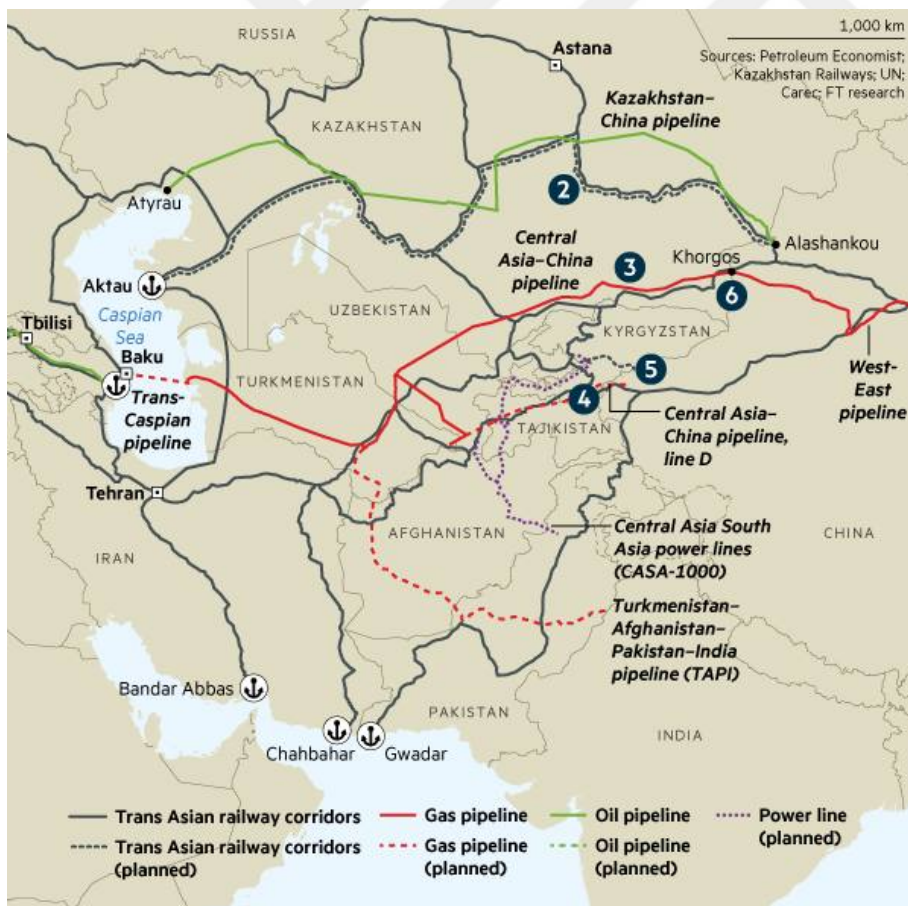 RUSSIA
Astana
1,000 km
Sources: Petroleum Economist;
Kazakhstan Railways; UN;
Carec; FT research
Kazakhstan–
China pipeline
KAZAKHSTAN
Atyrau
2
Alashankou
Central
Asia–China
pipeline
3
Khorgos
6
Aktau
Caspian
Sea
UZBEKISTAN
KYRGYZSTAN
Tbilisi
Baku
TURKMENISTAN
5
West-
East
pipeline
Trans-
Caspian
pipeline
4
TAJIKISTAN
Central Asia–
China pipeline,
line D
Tehran
AFGHANISTAN
Central Asia South
Asia power lines
(CASA-1000)
CHINA
IRAN
Turkmenistan–
Afghanistan–
Pakistan–India
pipeline (TAPI)
Bandar Abbas
PAKISTAN
Chahbahar
Gwadar
INDIA
Trans Asian railway corridors
Gas pipeline
Oil pipeline
Power line
(planned)
Trans Asian railway corridors
(planned)
Gas pipeline
(planned)
Oil pipeline
(planned)